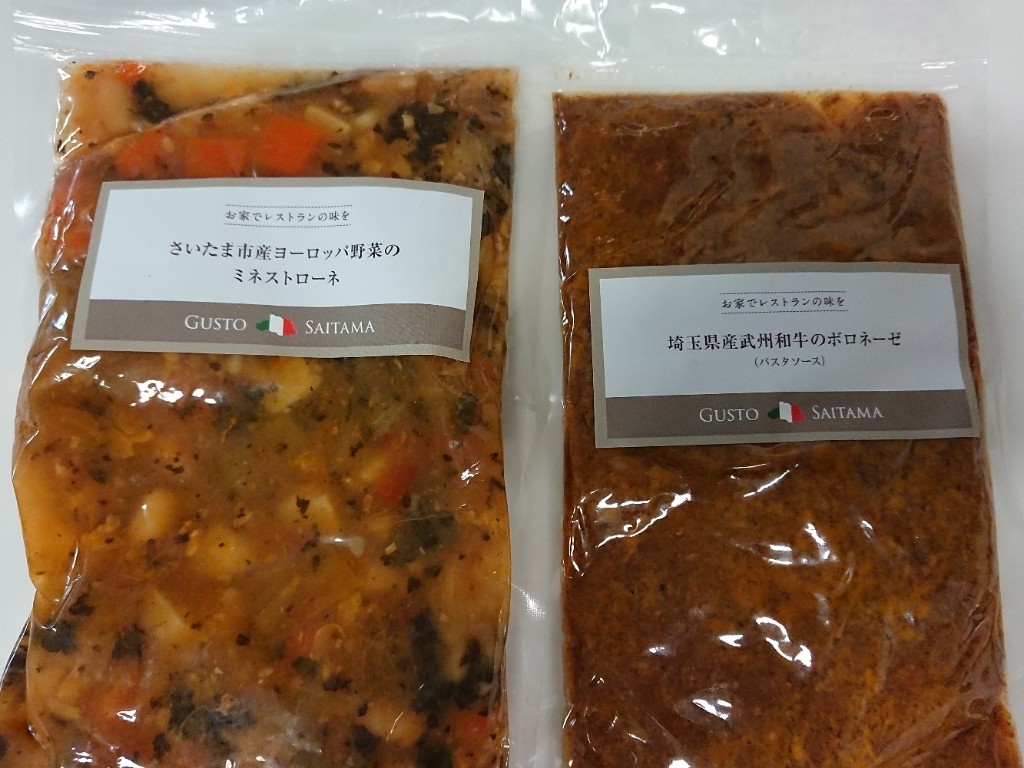 お家でレストランの味を
さいたま市産ヨーロッパ野菜の
ミネストローネ
GUSTO SAITAMA
お家でレストランの味を
埼玉県産武州和牛のボロネーゼ
(パスタソース)
GUSTO SAITAMA